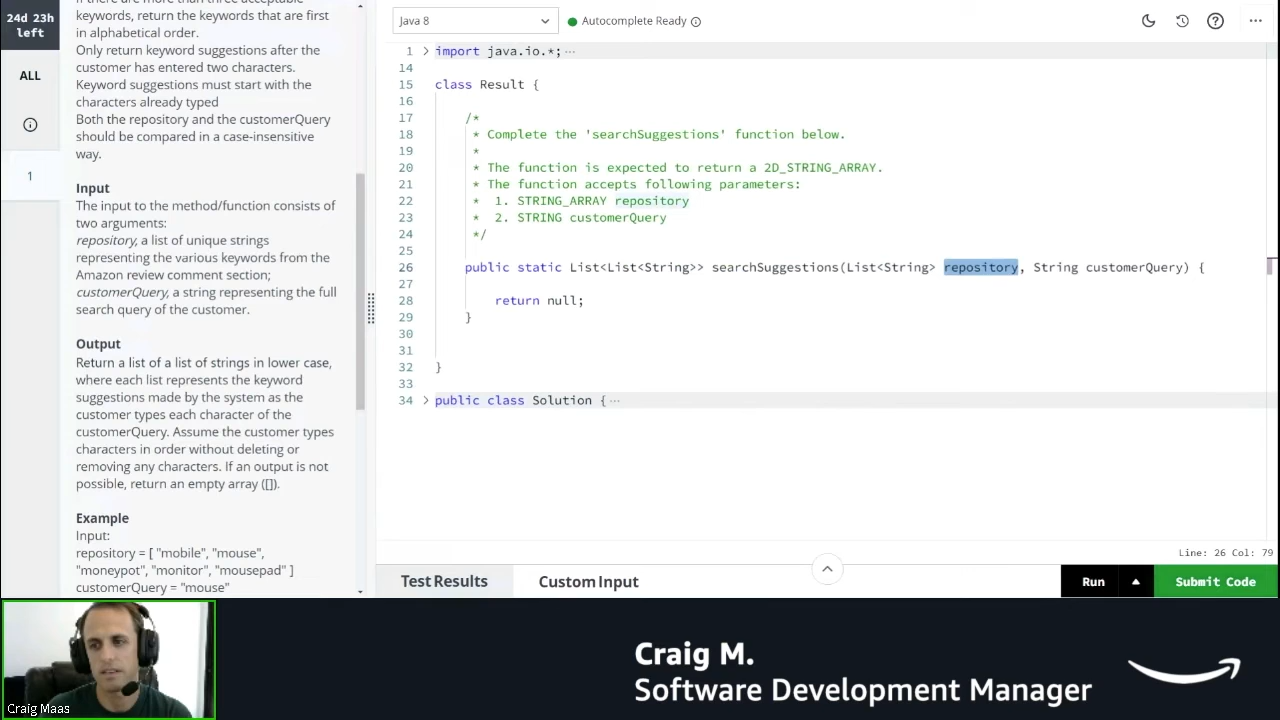 24d 23h
left
ALL
1
If there are more than three acceptable
keywords, return the keywords that are first
in alphabetical order.
Only return keyword suggestions after the
customer has entered two characters.
Keyword suggestions must start with the
characters already typed
Both the repository and the customerQuery
should be compared in a case-insensitive
way.
Input
The input to the method/function consists of
two arguments:
repository, a list of unique strings
representing the various keywords from the
Amazon review comment section;
customerQuery, a string representing the full
search query of the customer.
Output
Return a list of a list of strings in lower case,
where each list represents the keyword
suggestions made by the system as the
customer types each character of the
customerQuery. Assume the customer types
characters in order without deleting or
removing any characters. If an output is not
possible, return an empty array ([]).
Example
Input:
repository = [ "mobile", "mouse",
"moneypot", "monitor", "mousepad" ]
customerQuery = "mouse"
Java 8
Autocomplete Ready
1 import java.io.*;
14
15 class Result {
16
17 /*
18 * Complete the 'searchSuggestions' function below.
19 *
20 * The function is expected to return a 2D_STRING_ARRAY.
21 * The function accepts following parameters:
22 * 1. STRING_ARRAY repository
23 * 2. STRING customerQuery
24 */
25
26 public static List<List<String>> searchSuggestions(List<String> repository, String customerQuery) {
27
28 return null;
29 }
30
31
32 }
33
34 public class Solution {
Line: 26 Col: 79
Test Results
Custom Input
Run
Submit Code
Craig Maas
Craig M.
Software Development Manager